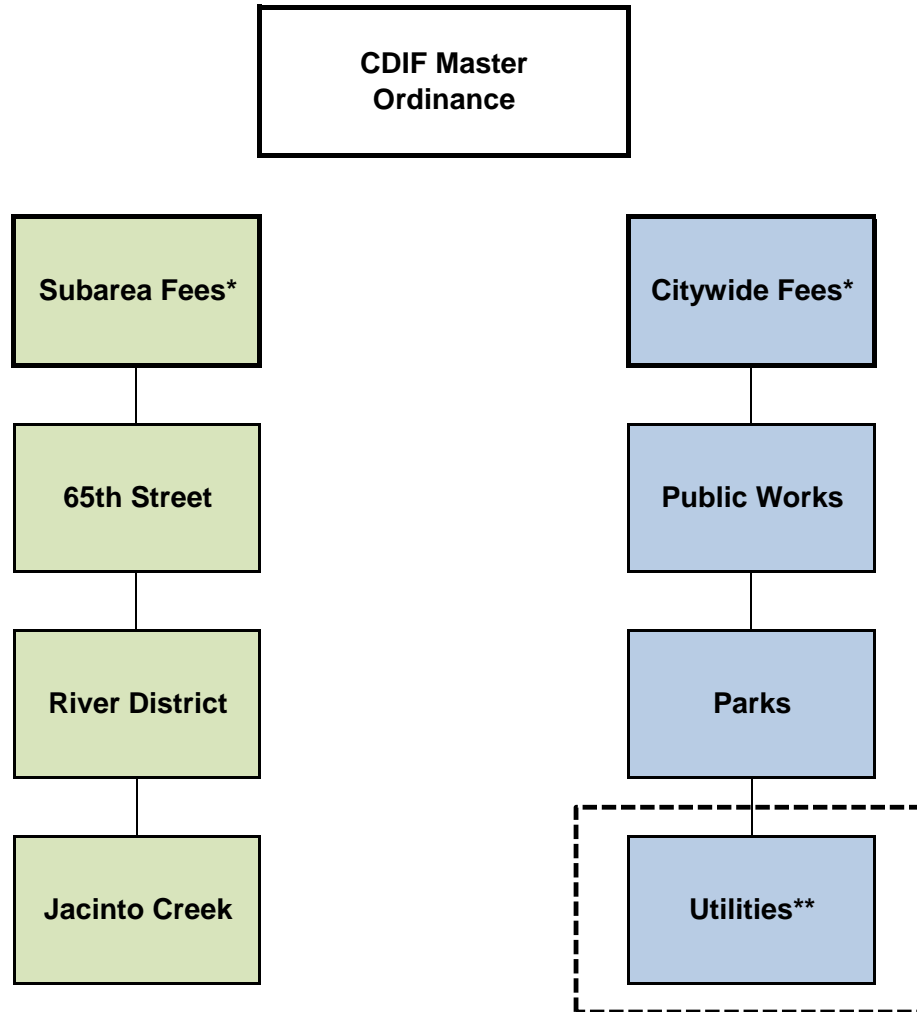 CDIF Master
Ordinance
Subarea Fees*
Citywide Fees*
65th Street
Public Works
River District
Parks
Jacinto Creek
Utilities**